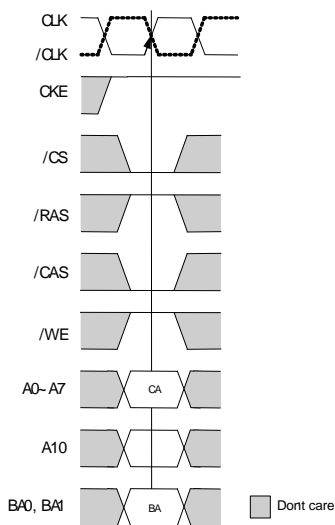 CLK
/CLK
CKE
/CS
/RAS
/CAS
/WE
A0~A7
CA
A10
BA0, BA1
BA
Dont care